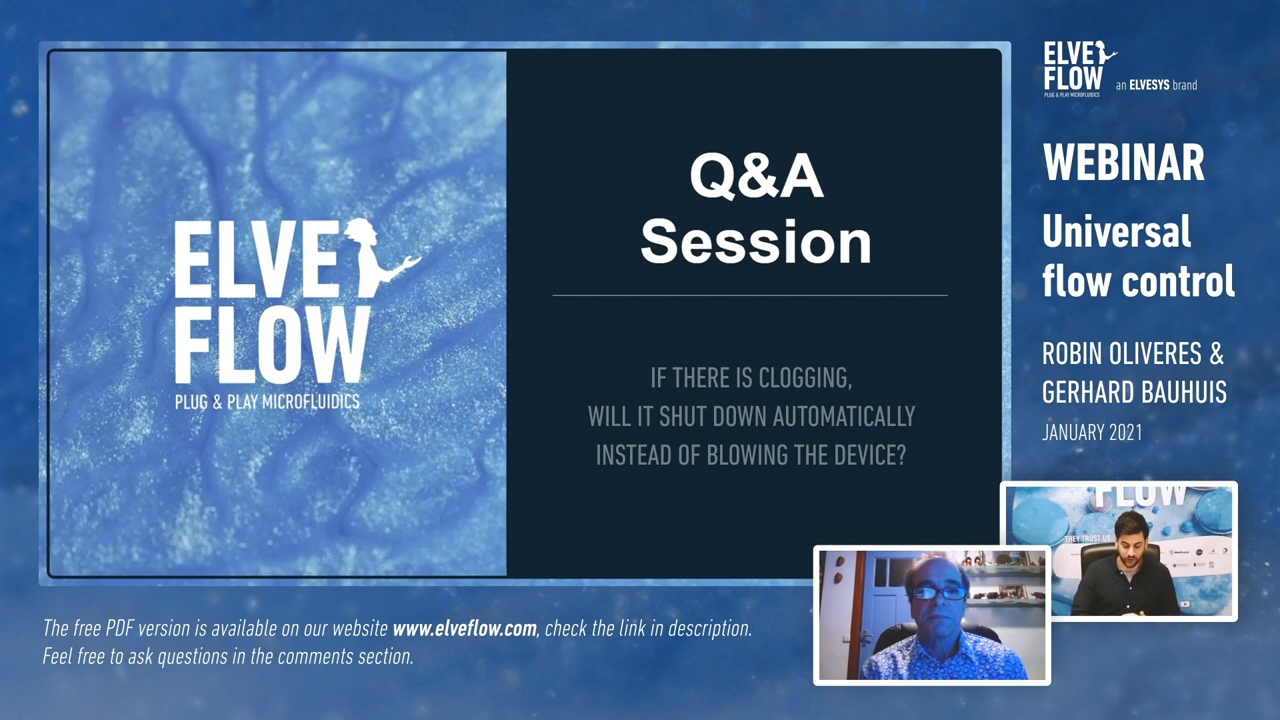 ELVE
FLOW
PLUG & PLAY MICROFLUIDICS
Q&A
Session
IF THERE IS CLOGGING,
WILL IT SHUT DOWN AUTOMATICALLY
INSTEAD OF BLOWING THE DEVICE?
ELVE
FLOW
PLUG & PLAY MICROFLUIDICS
an ELVESYS brand
WEBINAR
Universal
flow control
ROBIN OLIVERES &
GERHARD BAUHUIS
JANUARY 2021
FLOW
THEY TRUST US
The free PDF version is available on our website www.elveflow.com, check the link in description.
Feel free to ask questions in the comments section.